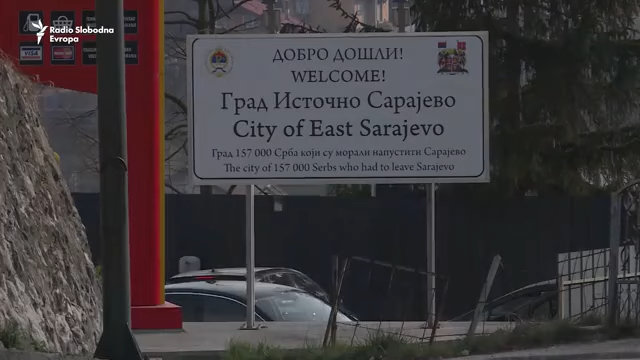 Radio Slobodna
Evropa
VISA
ДОБРО ДОШЛИ!
WELCOME!
Град Источно Сарајево
City of East Sarajevo
Град 157 000 Срба који су морали напустити Сарајево
The city of 157 000 Serbs who had to leave Sarajevo